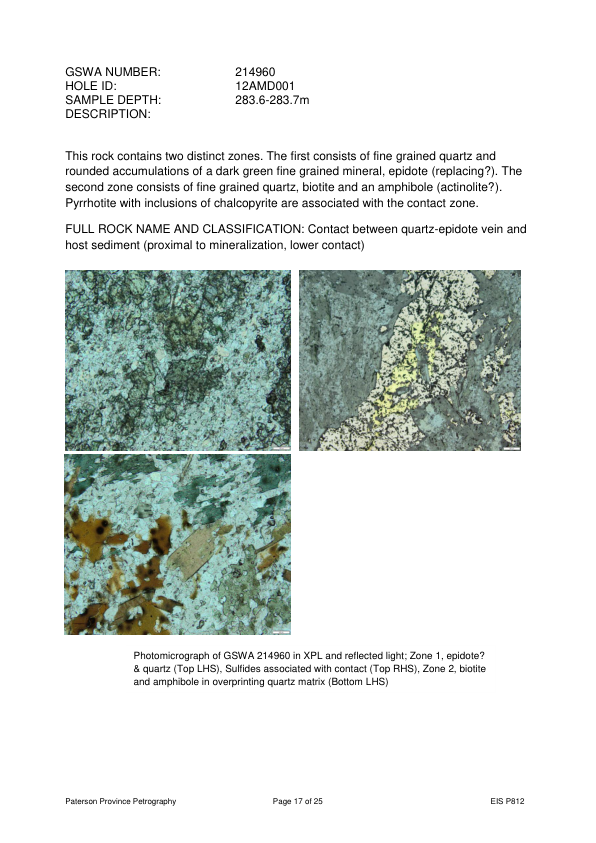 GSWA NUMBER: 214960
HOLE ID: 12AMD001
SAMPLE DEPTH: 283.6-283.7m
DESCRIPTION:
This rock contains two distinct zones. The first consists of fine grained quartz and
rounded accumulations of a dark green fine grained mineral, epidote (replacing?). The
second zone consists of fine grained quartz, biotite and an amphibole (actinolite?).
Pyrrhotite with inclusions of chalcopyrite are associated with the contact zone.
FULL ROCK NAME AND CLASSIFICATION: Contact between quartz-epidote vein and
host sediment (proximal to mineralization, lower contact)
Photomicrograph of GSWA 214960 in XPL and reflected light; Zone 1, epidote?
& quartz (Top LHS), Sulfides associated with contact (Top RHS), Zone 2, biotite
and amphibole in overprinting quartz matrix (Bottom LHS)
Paterson Province Petrography Page 17 of 25 EIS P812